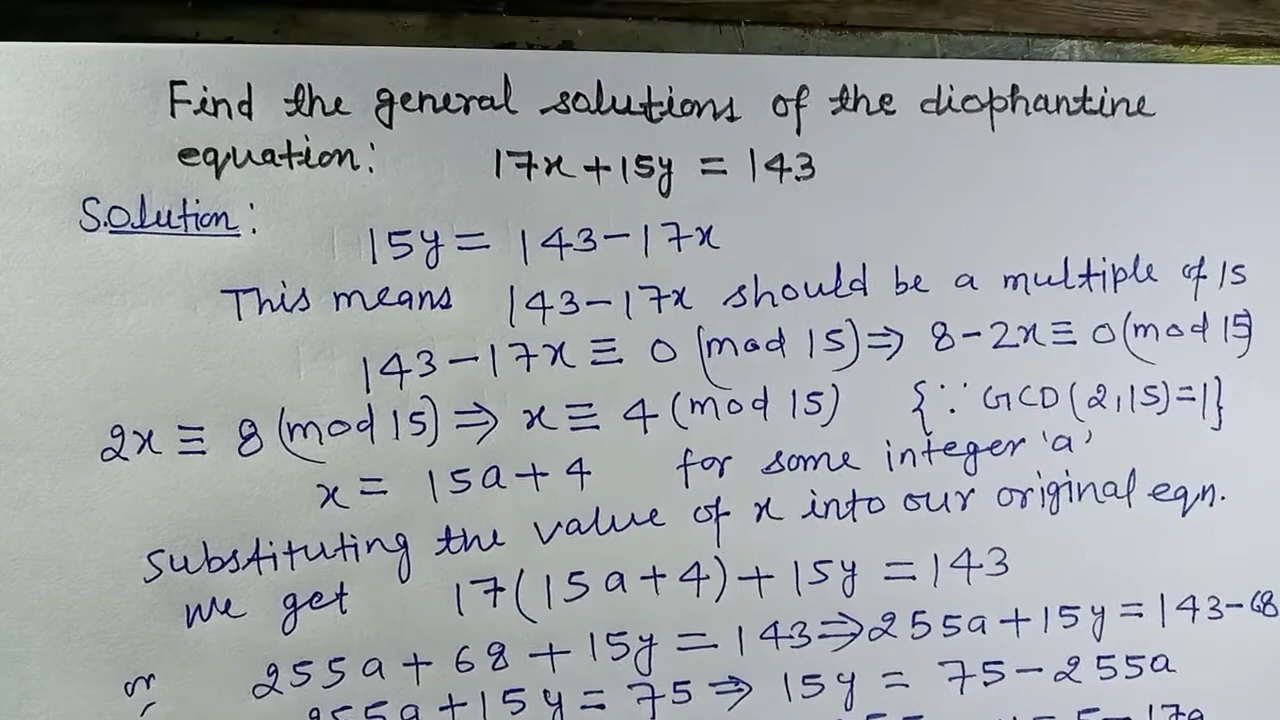 Find the general solutions of the diophantine
equation: 17x + 15y = 143
Solution:
15y = 143 - 17x
This means 143 - 17x should be a multiple of 15
143 - 17x ≡ 0 (mod 15) ⇒ 8 - 2x ≡ 0 (mod 15)
2x ≡ 8 (mod 15) ⇒ x ≡ 4 (mod 15) {∵ GCD(2,15)=1}
x = 15a + 4 for some integer 'a'
Substituting the value of x into our original eqn.
We get 17(15a+4) + 15y = 143
255a + 68 + 15y = 143 ⇒ 255a + 15y = 143 - 68
or, 255a + 15y = 75 ⇒ 15y = 75 - 255a
5 - 17a